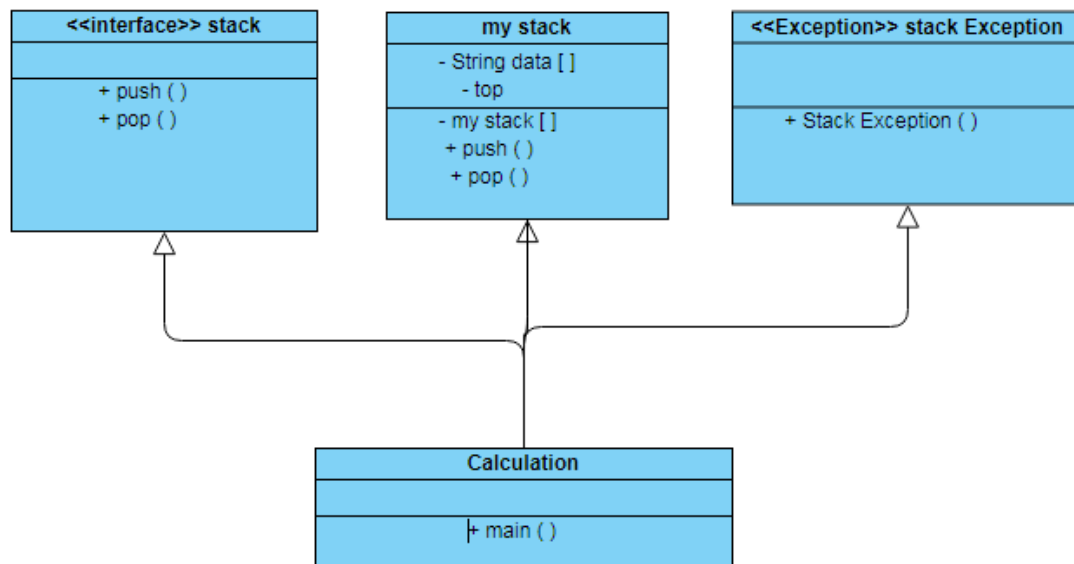 <<interface>> stack
+ push ( )
+ pop ( )
my stack
- String data [ ]
- top
- my stack [ ]
+ push ( )
+ pop ( )
<<Exception>> stack Exception
+ Stack Exception ( )
Calculation
+ main ( )